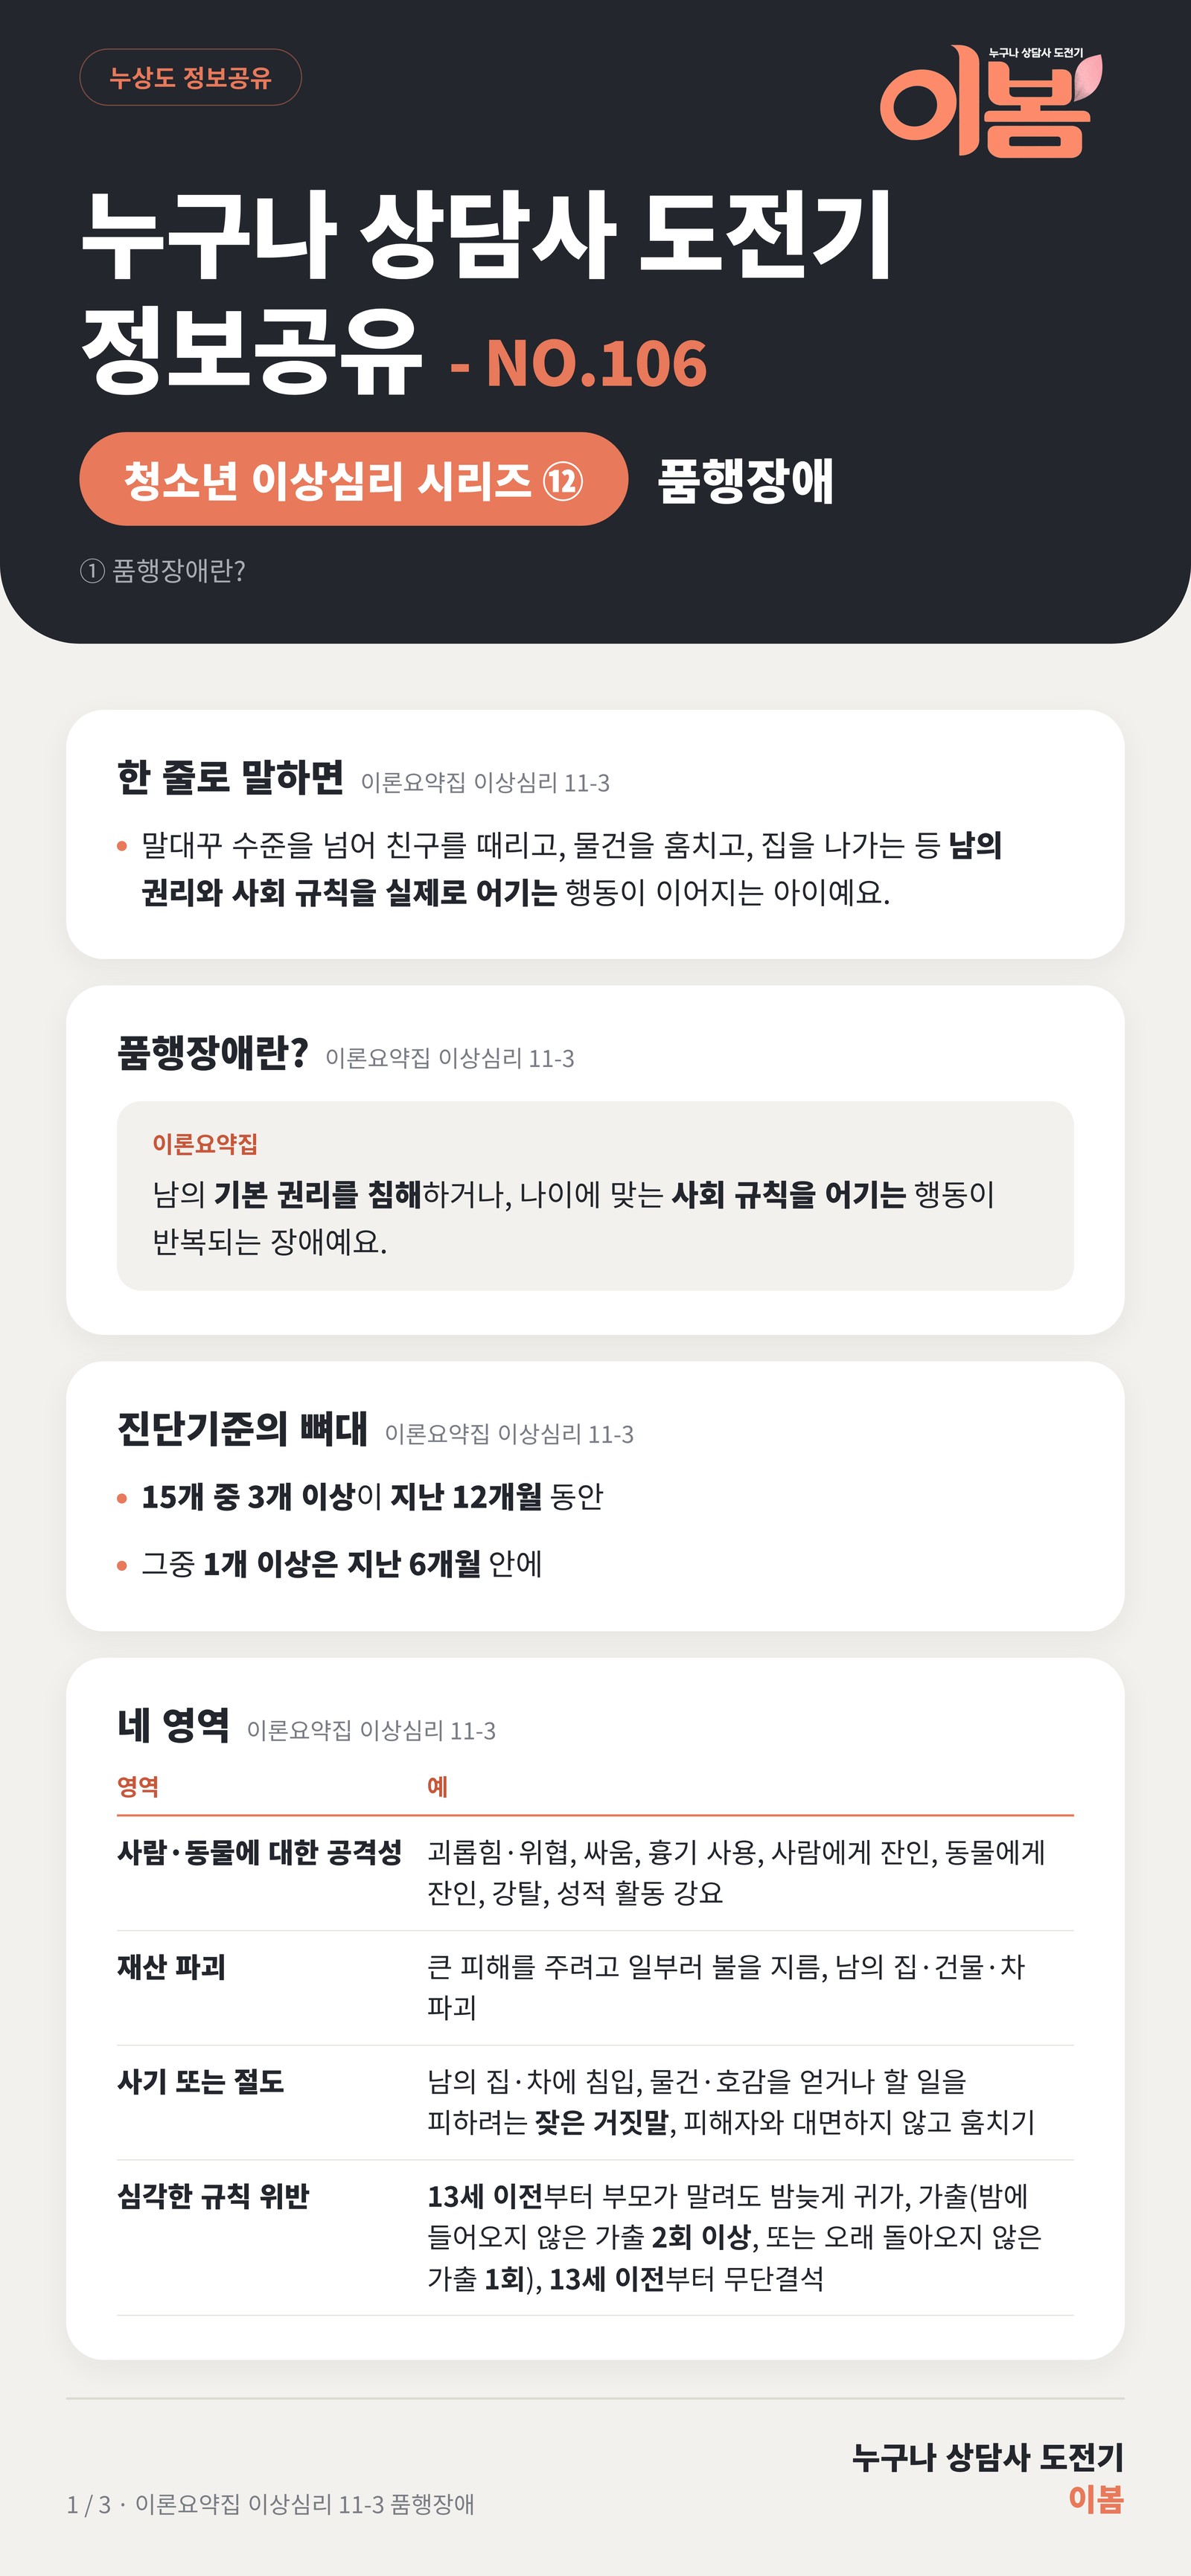 누상도 정보공유
누구나 상담사 도전기
이봄
누구나 상담사 도전기
정보공유 - NO.106
청소년 이상심리 시리즈 ⑫ 품행장애
① 품행장애란?
한 줄로 말하면 이론요약집 이상심리 11-3
• 말대꾸 수준을 넘어 친구를 때리고, 물건을 훔치고, 집을 나가는 등 남의
권리와 사회 규칙을 실제로 어기는 행동이 이어지는 아이예요.
품행장애란? 이론요약집 이상심리 11-3
이론요약집
남의 기본 권리를 침해하거나, 나이에 맞는 사회 규칙을 어기는 행동이
반복되는 장애예요.
진단기준의 뼈대 이론요약집 이상심리 11-3
• 15개 중 3개 이상이 지난 12개월 동안
• 그중 1개 이상은 지난 6개월 안에
네 영역 이론요약집 이상심리 11-3
영역 예
사람·동물에 대한 공격성 괴롭힘·위협, 싸움, 흉기 사용, 사람에게 잔인, 동물에게
잔인, 강탈, 성적 활동 강요
재산 파괴 큰 피해를 주려고 일부러 불을 지름, 남의 집·건물·차
파괴
사기 또는 절도 남의 집·차에 침입, 물건·호감을 얻거나 할 일을
피하려는 잦은 거짓말, 피해자와 대면하지 않고 훔치기
심각한 규칙 위반 13세 이전부터 부모가 말려도 밤늦게 귀가, 가출(밤에
들어오지 않은 가출 2회 이상, 또는 오래 돌아오지 않은
가출 1회), 13세 이전부터 무단결석
누구나 상담사 도전기
1 / 3 · 이론요약집 이상심리 11-3 품행장애 이봄